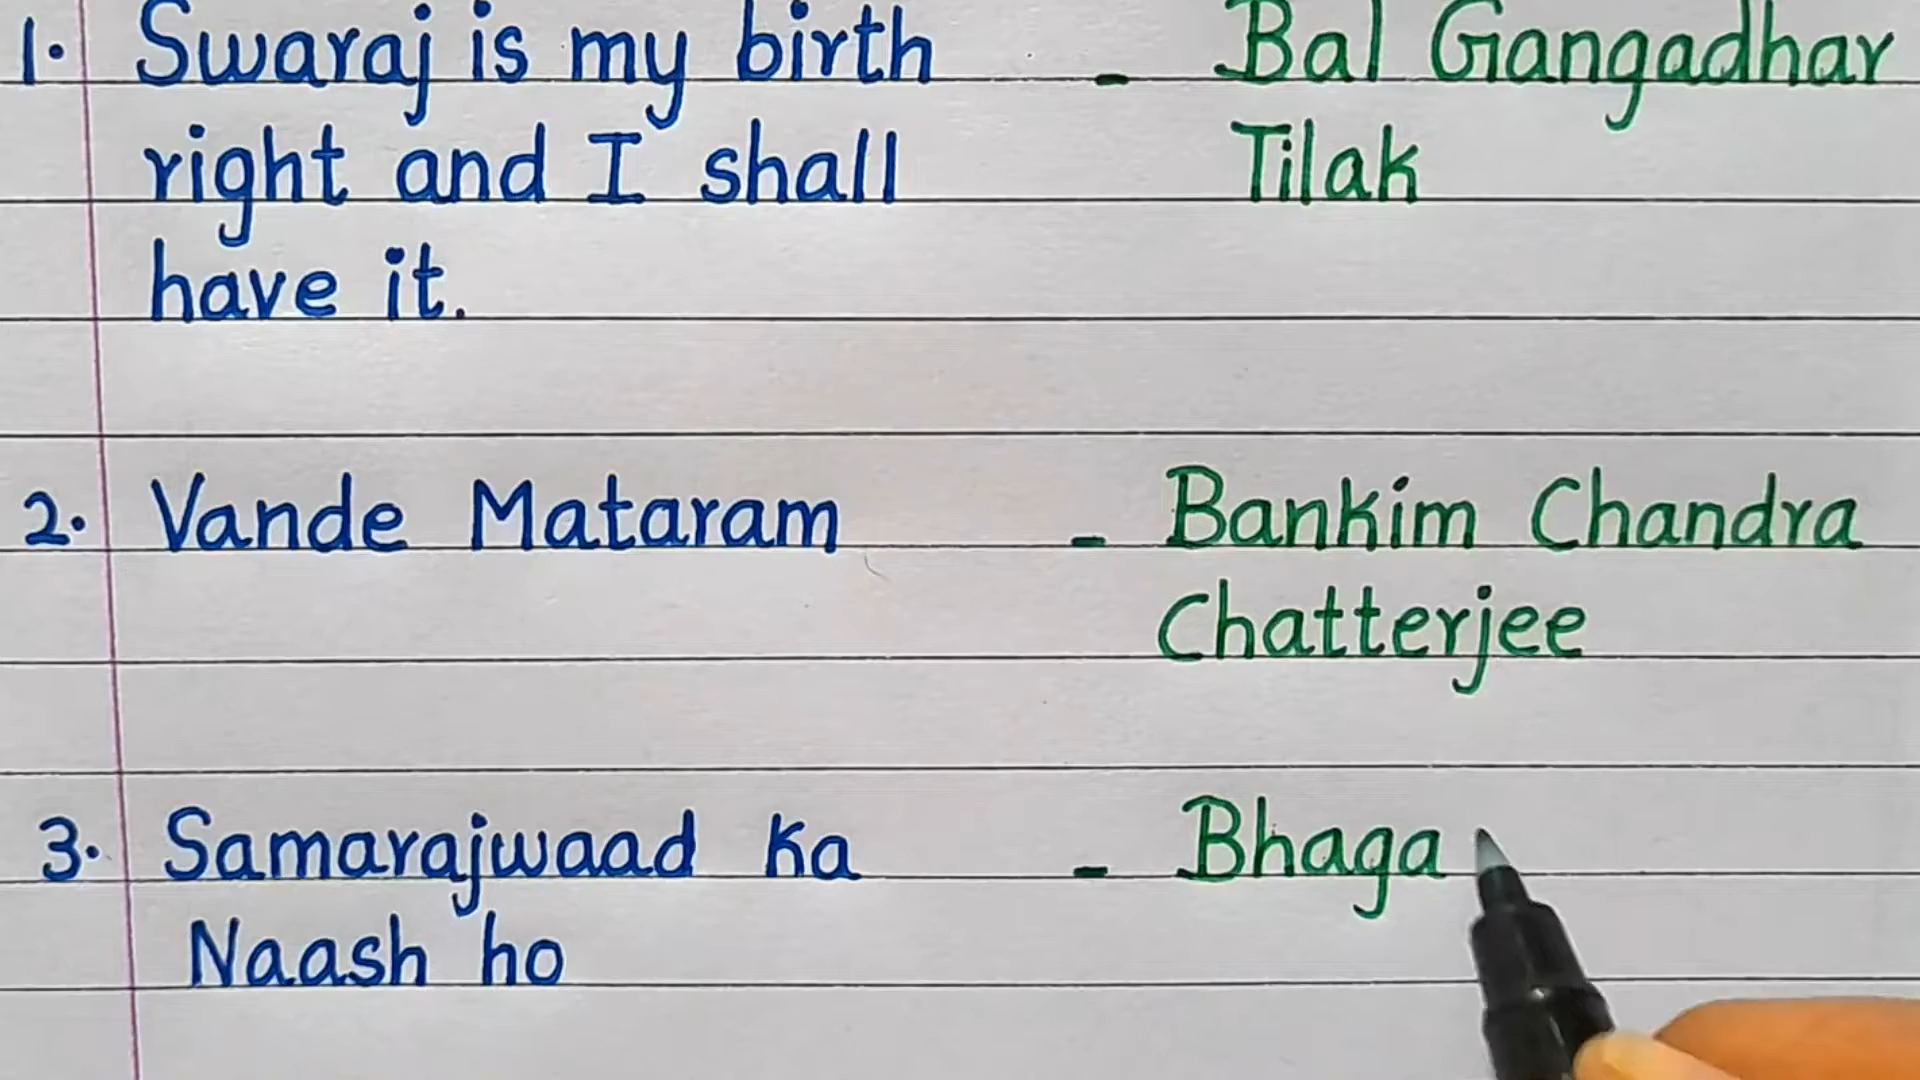 1. Swaraj is my birth - Bal Gangadhar
right and I shall Tilak
have it.
2. Vande Mataram - Bankim Chandra
Chatterjee
3. Samarajwaad ka - Bhaga
Naash ho